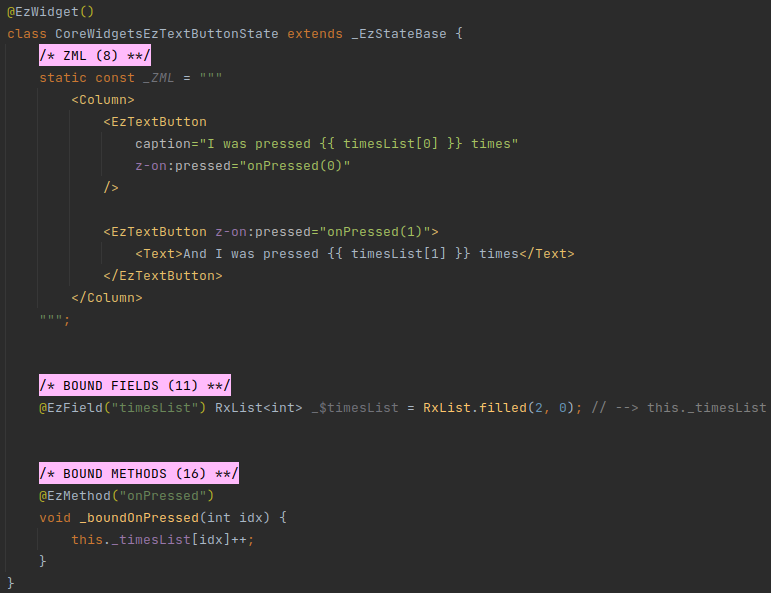 @EzWidget()
class CoreWidgetsEzTextButtonState extends _EzStateBase {
    /* ZML (8) **/
    static const _ZML = """
        <Column>
            <EzTextButton
                caption="I was pressed {{ timesList[0] }} times"
                z-on:pressed="onPressed(0)"
            />

            <EzTextButton z-on:pressed="onPressed(1)">
                <Text>And I was pressed {{ timesList[1] }} times</Text>
            </EzTextButton>
        </Column>
    """;

    /* BOUND FIELDS (11) **/
    @EzField("timesList") RxList<int> _$timesList = RxList.filled(2, 0); // --> this._timesList

    /* BOUND METHODS (16) **/
    @EzMethod("onPressed")
    void _boundOnPressed(int idx) {
        this._timesList[idx]++;
    }
}